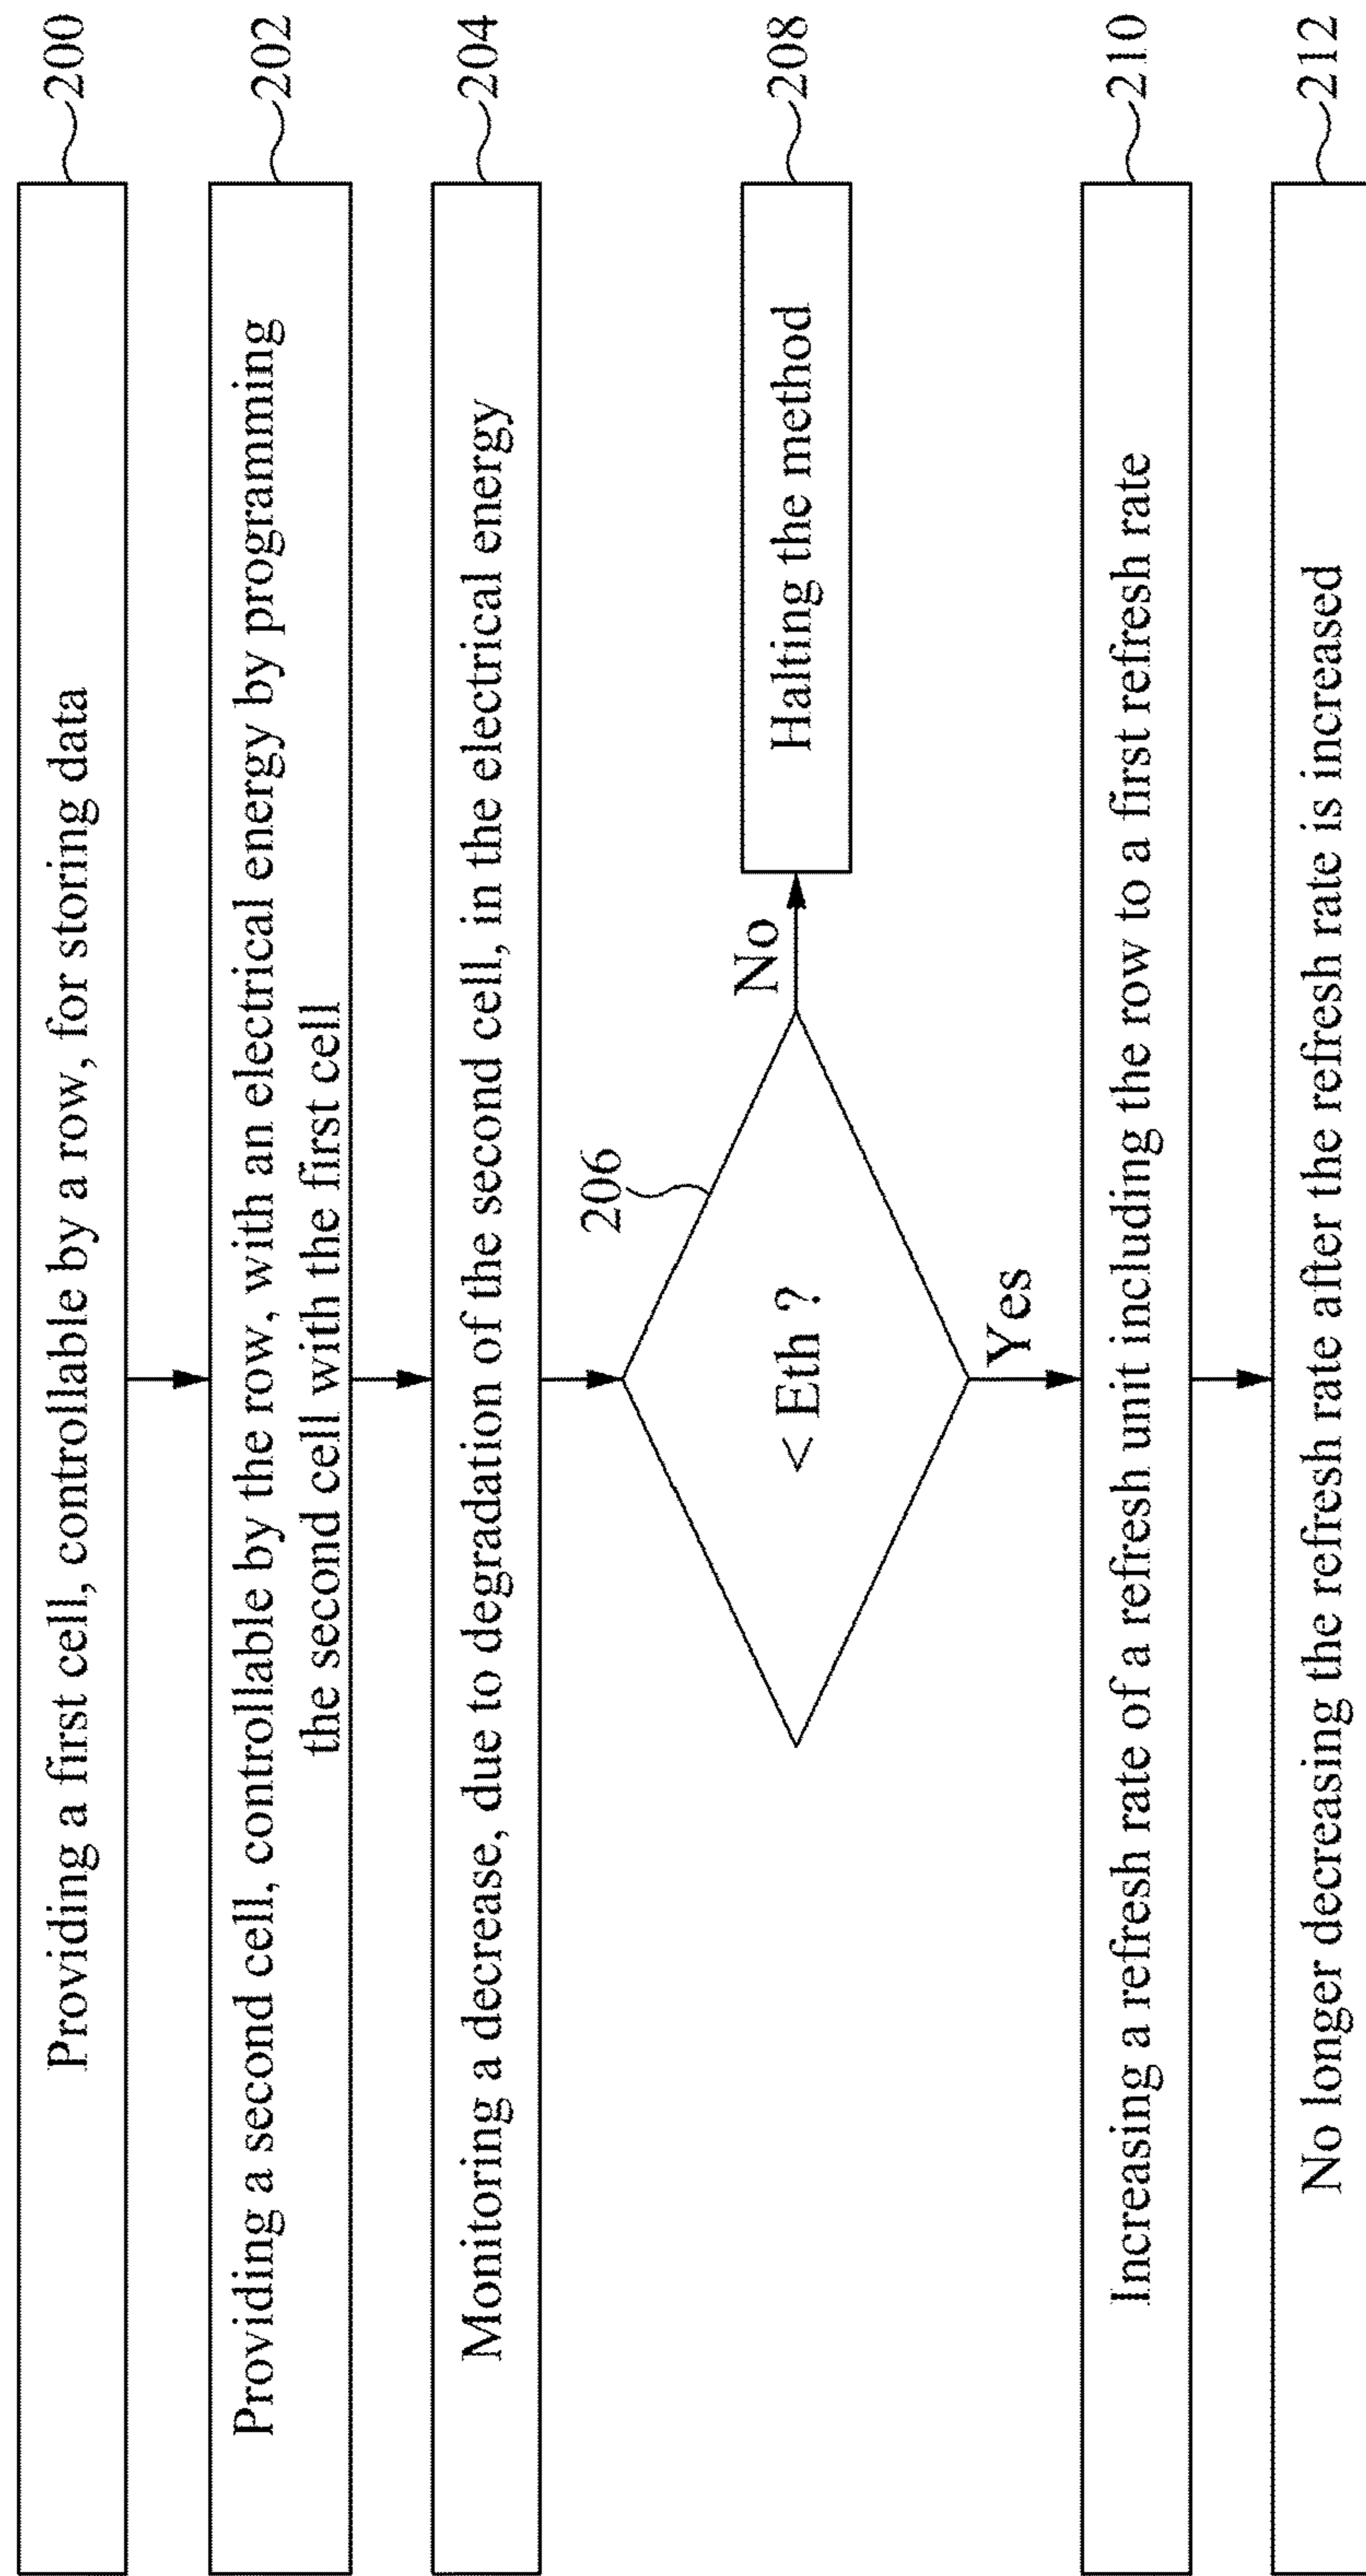 Providing a first cell, controllable by a row, for storing data
200
Providing a second cell, controllable by the row, with an electrical energy by programming
the second cell with the first cell
202
Monitoring a decrease, due to degradation of the second cell, in the electrical energy
204
206
< Eth ?
No
Halting the method
208
Yes
Increasing a refresh rate of a refresh unit including the row to a first refresh rate
210
No longer decreasing the refresh rate after the refresh rate is increased
212